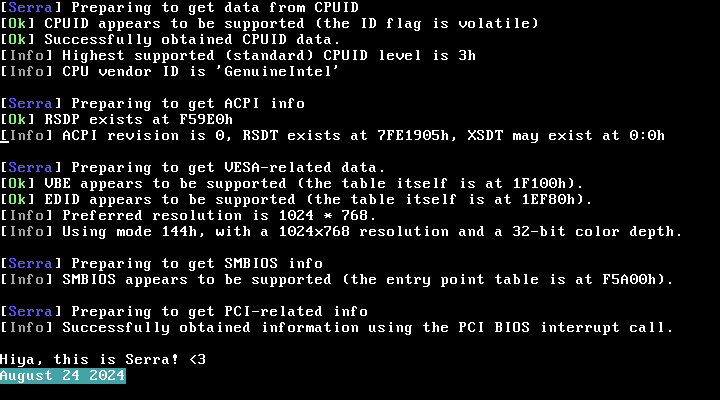 [Serra] Preparing to get data from CPUID
[Ok] CPUID appears to be supported (the ID flag is volatile)
[Ok] Successfully obtained CPUID data.
[Info] Highest supported (standard) CPUID level is 3h
[Info] CPU vendor ID is 'GenuineIntel'
[Serra] Preparing to get ACPI info
[Ok] RSDP exists at F59E0h
[Info] ACPI revision is 0, RSDT exists at 7FE1905h, XSDT may exist at 0:0h
[Serra] Preparing to get VESA-related data.
[Ok] VBE appears to be supported (the table itself is at 1F100h).
[Ok] EDID appears to be supported (the table itself is at 1EF80h).
[Info] Preferred resolution is 1024 * 768.
[Info] Using mode 144h, with a 1024x768 resolution and a 32-bit color depth.
[Serra] Preparing to get SMBIOS info
[Info] SMBIOS appears to be supported (the entry point table is at F5A00h).
[Serra] Preparing to get PCI-related info
[Info] Successfully obtained information using the PCI BIOS interrupt call.
Hiya, this is Serra! <3
August 24 2024